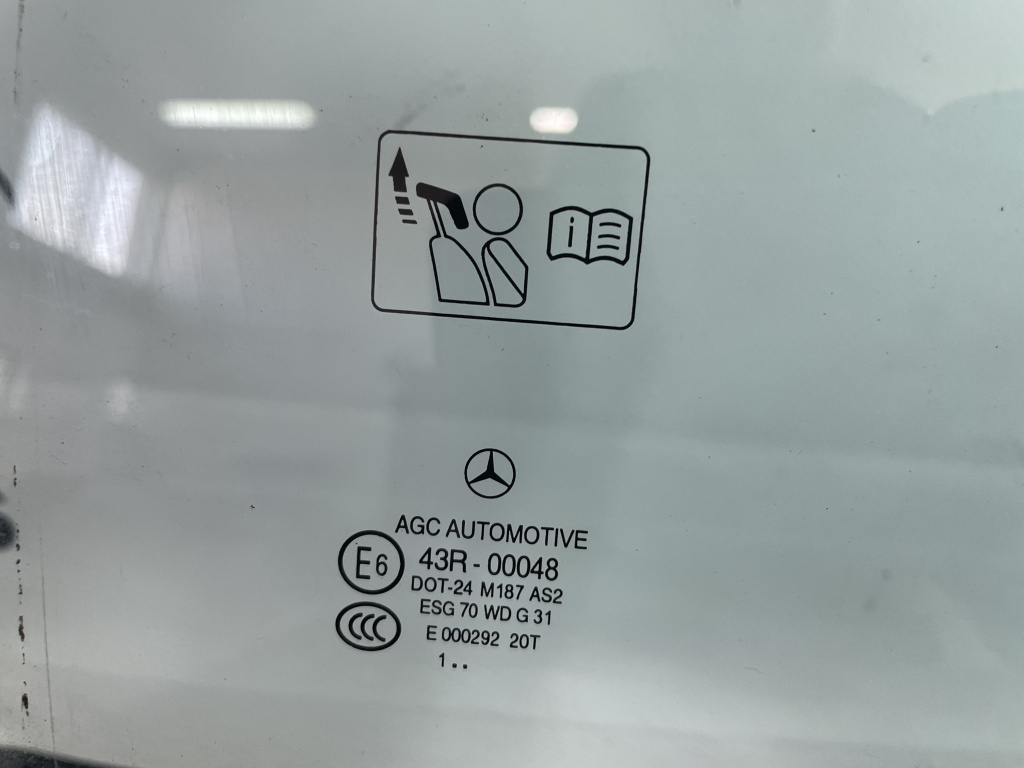 i
AGC AUTOMOTIVE
E6 43R - 00048
DOT-24 M187 AS2
CCC ESG 70 WD G 31
E 000292 20T
1 . .